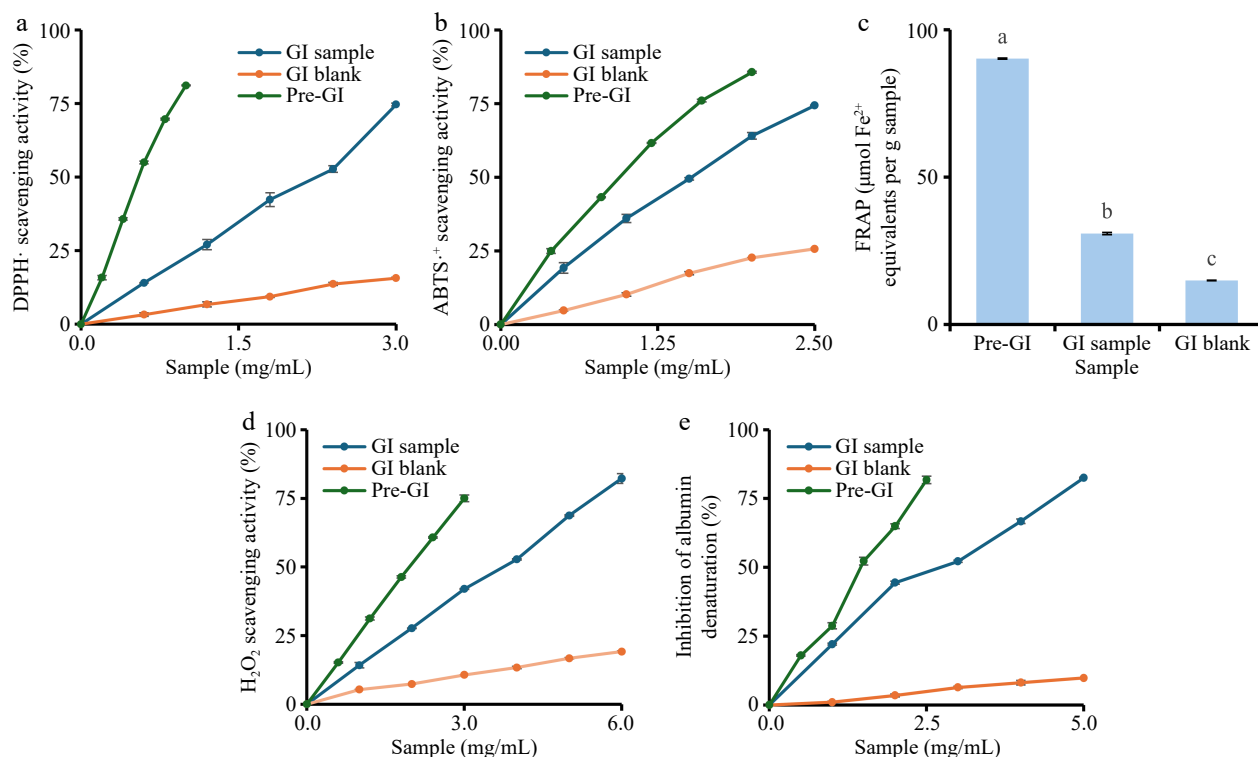 a
DPPH· scavenging activity (%)
100
75
50
25
0
0.0
1.5
3.0
Sample (mg/mL)
GI sample
GI blank
Pre-GI
b
ABTS·⁺ scavenging activity (%)
100
75
50
25
0
0.00
1.25
2.50
Sample (mg/mL)
GI sample
GI blank
Pre-GI
c
FRAP (μmol Fe²⁺
equivalents per g sample)
100
50
0
a
b
c
Pre-GI
GI sample
GI blank
Sample
d
H₂O₂ scavenging activity (%)
100
75
50
25
0
0.0
3.0
6.0
Sample (mg/mL)
GI sample
GI blank
Pre-GI
e
Inhibition of albumin
denaturation (%)
100
75
50
25
0
0.0
2.5
5.0
Sample (mg/mL)
GI sample
GI blank
Pre-GI